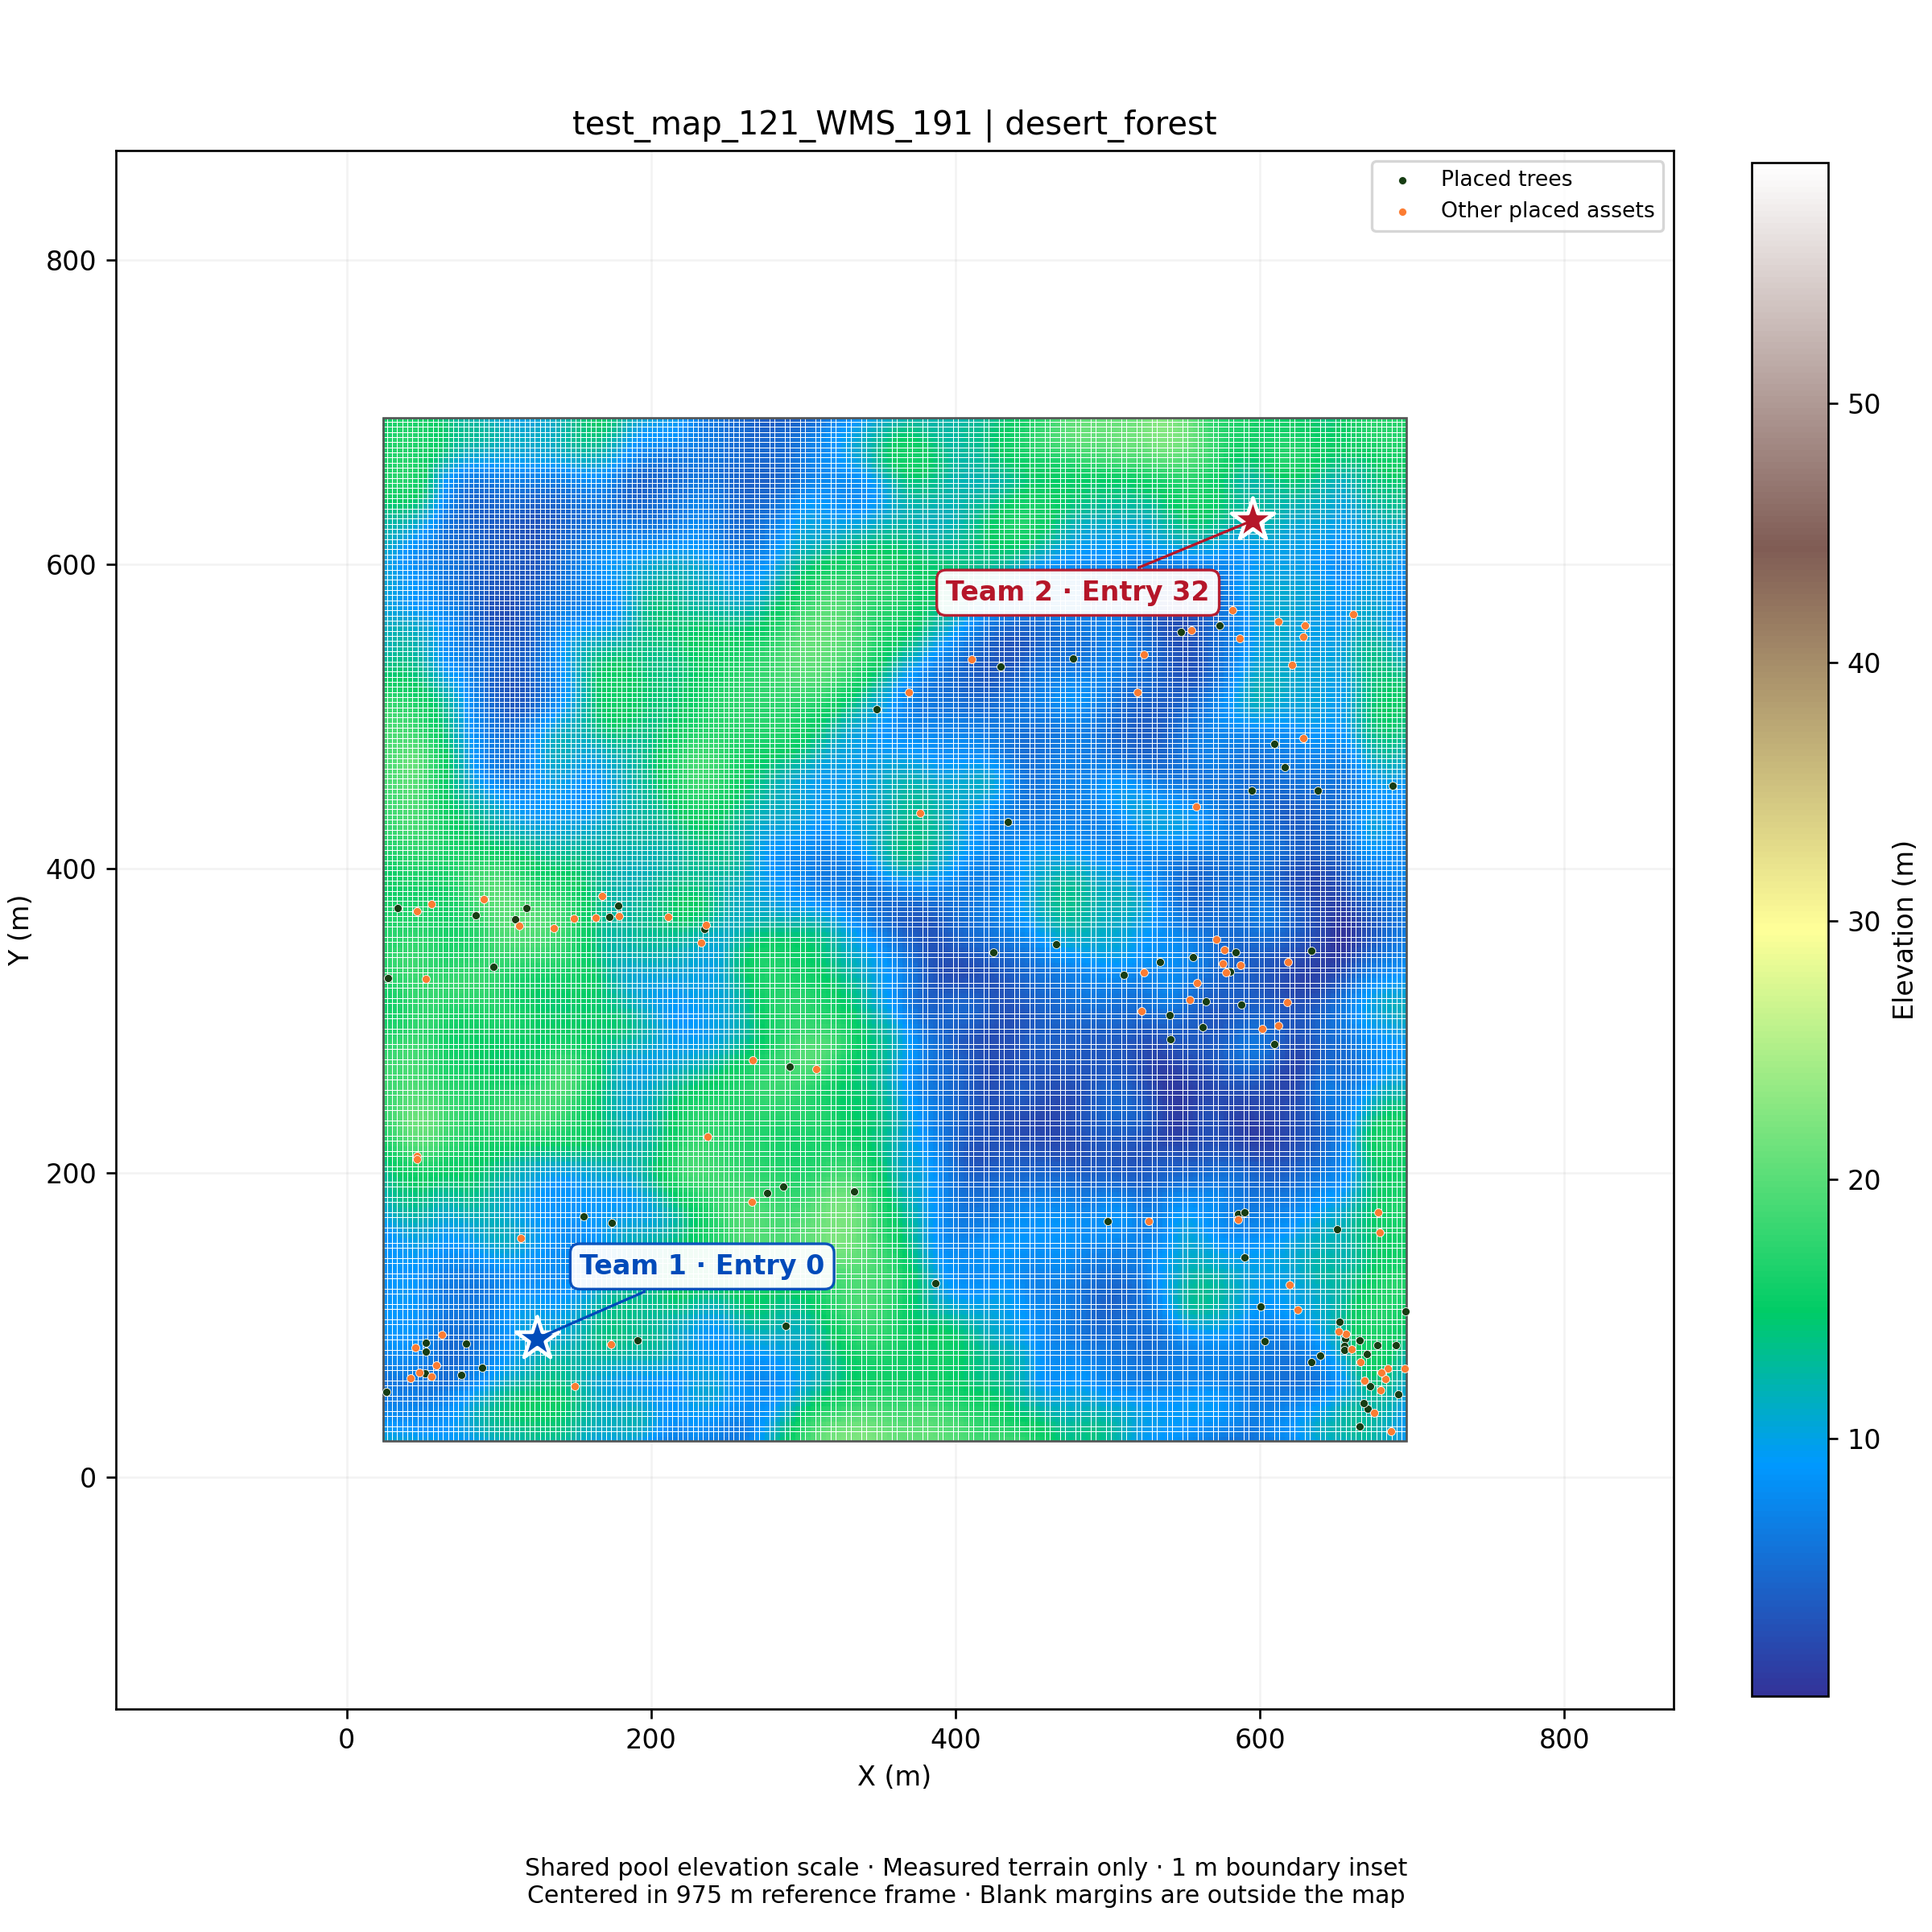 test_map_121_WMS_191 | desert_forest
Placed trees
Other placed assets
800
600
400
200
0
Y (m)
Team 2 · Entry 32
Team 1 · Entry 0
0
200
400
600
800
X (m)
50
40
30
20
10
Elevation (m)
Shared pool elevation scale · Measured terrain only · 1 m boundary inset
Centered in 975 m reference frame · Blank margins are outside the map